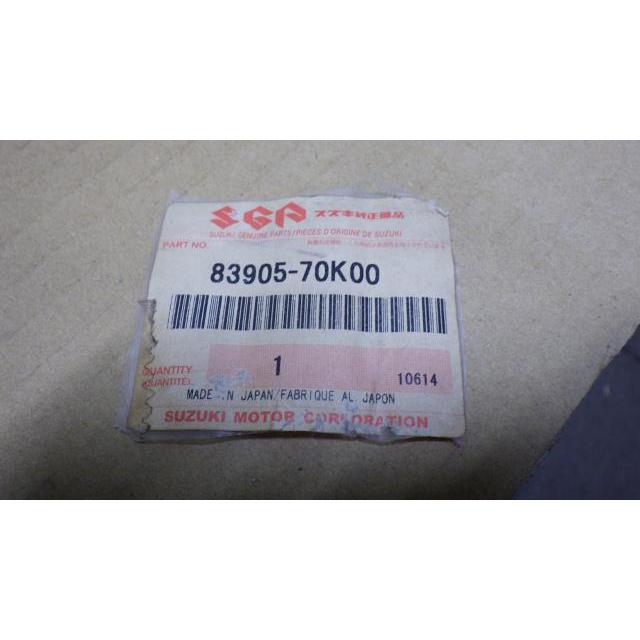 SGP スズキ純正部品
SUZUKI GENUINE PARTS/PIECES D'ORIGINE DE SUZUKI
PART NO.
83905-70K00
QUANTITY 1
(QUANTITÉ) 10614
MADE IN JAPAN/FABRIQUE AU JAPON
SUZUKI MOTOR CORPORATION